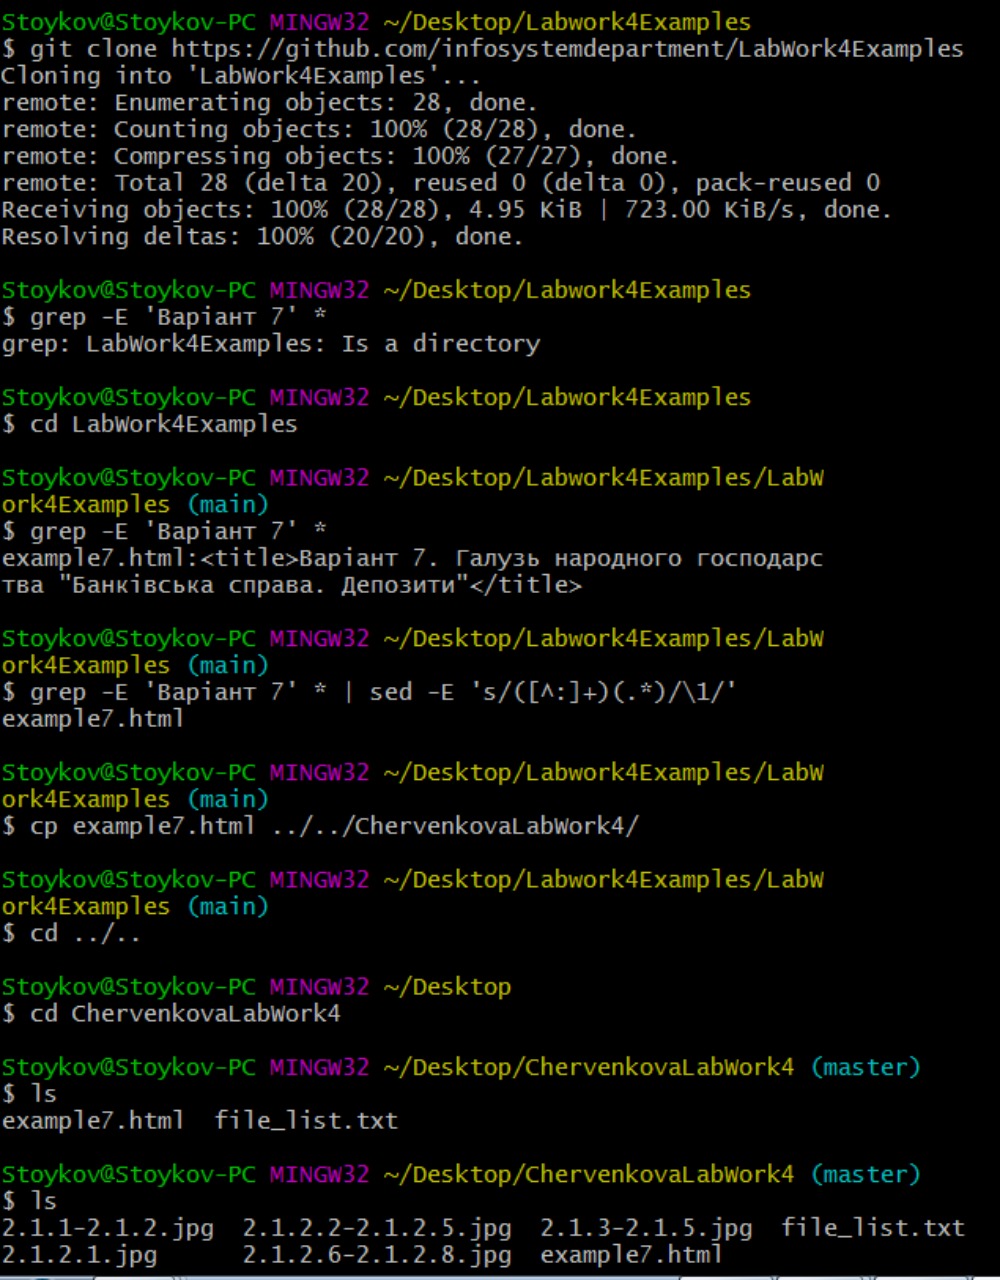 Stoykov@Stoykov-PC MINGW32 ~/Desktop/Labwork4Examples
$ git clone https://github.com/infosystemdepartment/LabWork4Examples
Cloning into 'LabWork4Examples'...
remote: Enumerating objects: 28, done.
remote: Counting objects: 100% (28/28), done.
remote: Compressing objects: 100% (27/27), done.
remote: Total 28 (delta 20), reused 0 (delta 0), pack-reused 0
Receiving objects: 100% (28/28), 4.95 KiB | 723.00 KiB/s, done.
Resolving deltas: 100% (20/20), done.

Stoykov@Stoykov-PC MINGW32 ~/Desktop/Labwork4Examples
$ grep -E 'Варіант 7' *
grep: LabWork4Examples: Is a directory

Stoykov@Stoykov-PC MINGW32 ~/Desktop/Labwork4Examples
$ cd LabWork4Examples

Stoykov@Stoykov-PC MINGW32 ~/Desktop/Labwork4Examples/LabW
ork4Examples (main)
$ grep -E 'Варіант 7' *
example7.html:<title>Варіант 7. Галузь народного господарс
тва "Банківська справа. Депозити"</title>

Stoykov@Stoykov-PC MINGW32 ~/Desktop/Labwork4Examples/LabW
ork4Examples (main)
$ grep -E 'Варіант 7' * | sed -E 's/([^:]+)(.*)/\1/'
example7.html

Stoykov@Stoykov-PC MINGW32 ~/Desktop/Labwork4Examples/LabW
ork4Examples (main)
$ cp example7.html ../../ChervenkovaLabWork4/

Stoykov@Stoykov-PC MINGW32 ~/Desktop/Labwork4Examples/LabW
ork4Examples (main)
$ cd ../..

Stoykov@Stoykov-PC MINGW32 ~/Desktop
$ cd ChervenkovaLabWork4

Stoykov@Stoykov-PC MINGW32 ~/Desktop/ChervenkovaLabWork4 (master)
$ ls
example7.html  file_list.txt

Stoykov@Stoykov-PC MINGW32 ~/Desktop/ChervenkovaLabWork4 (master)
$ ls
2.1.1-2.1.2.jpg  2.1.2.2-2.1.2.5.jpg  2.1.3-2.1.5.jpg  file_list.txt
2.1.2.1.jpg      2.1.2.6-2.1.2.8.jpg  example7.html